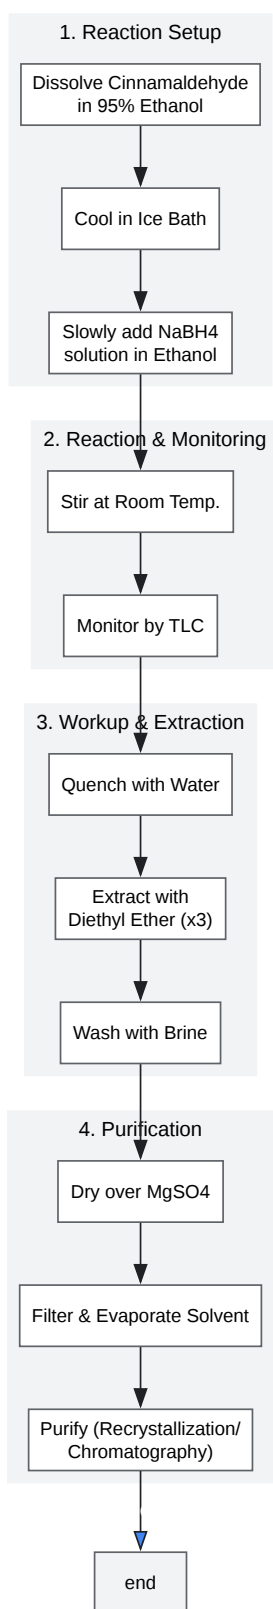 1. Reaction Setup
Dissolve Cinnamaldehyde
in 95% Ethanol
Cool in Ice Bath
Slowly add NaBH4
solution in Ethanol
2. Reaction & Monitoring
Stir at Room Temp.
Monitor by TLC
3. Workup & Extraction
Quench with Water
Extract with
Diethyl Ether (x3)
Wash with Brine
4. Purification
Dry over MgSO4
Filter & Evaporate Solvent
Purify (Recrystallization/
Chromatography)
end